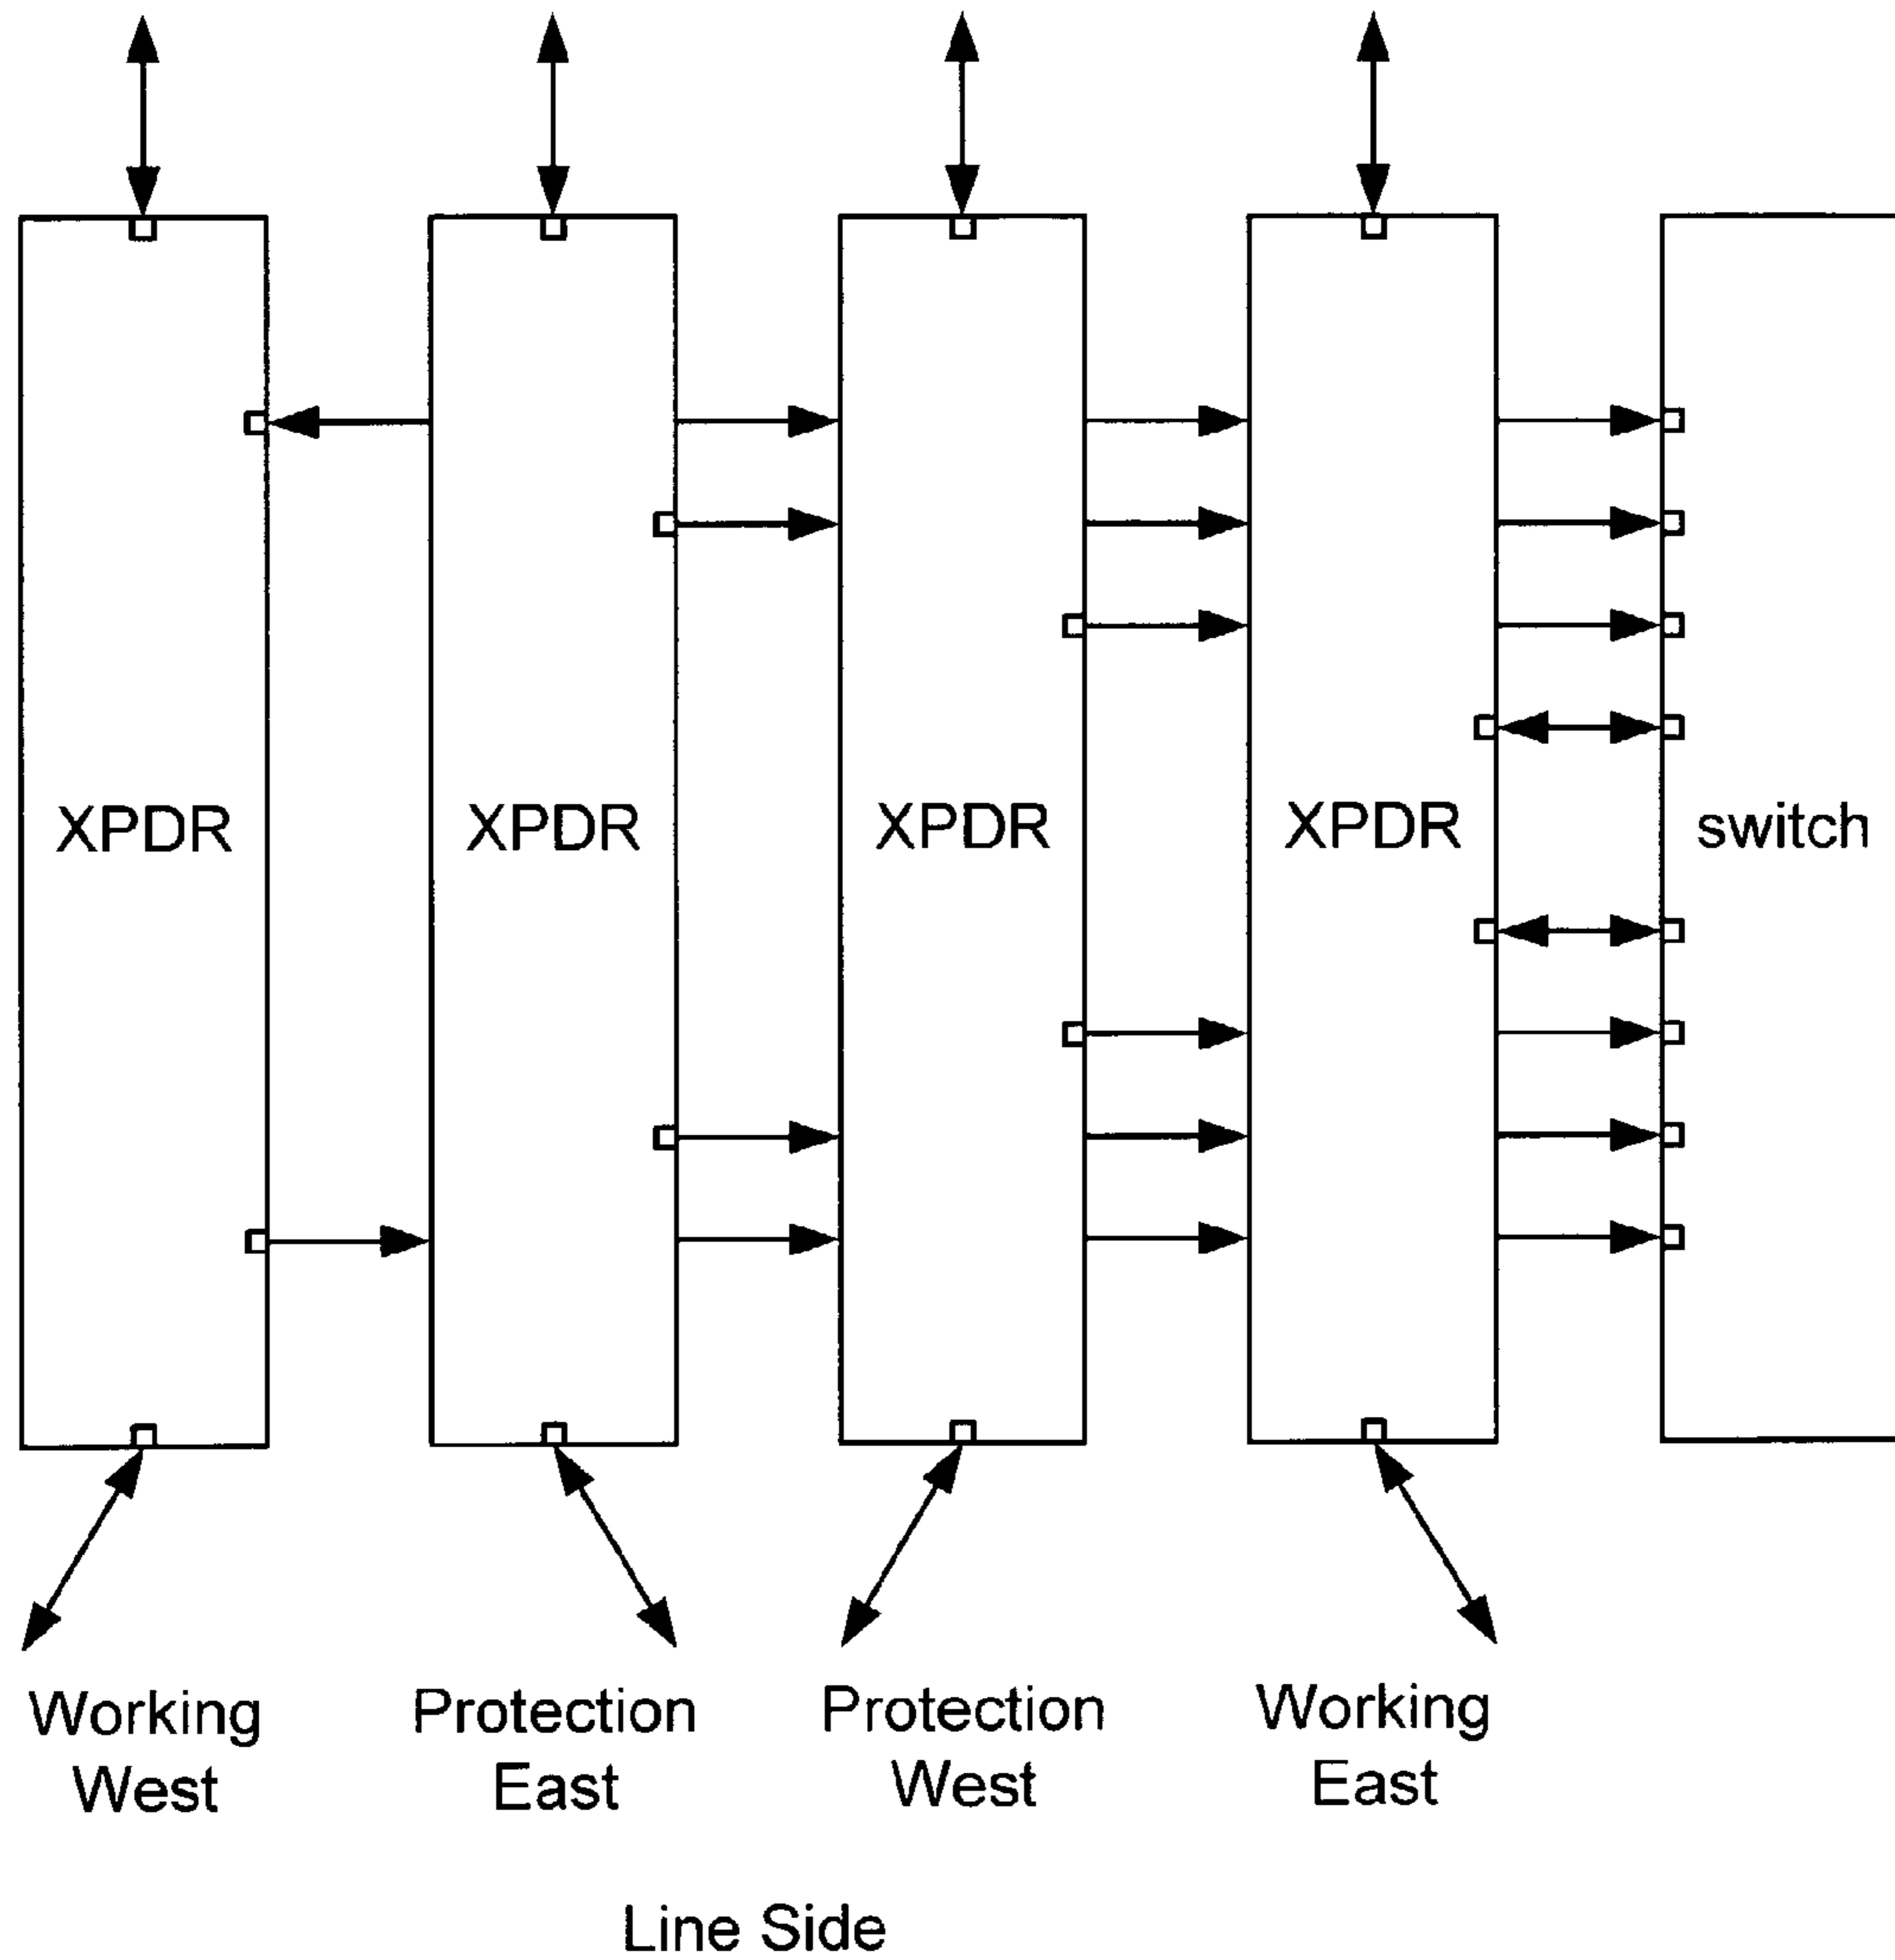 XPDR XPDR XPDR XPDR switch
Working West
Protection East
Protection West
Working East
Line Side